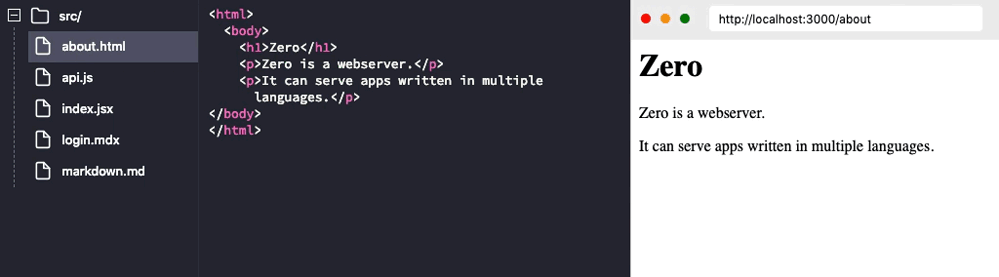 src/
about.html
api.js
index.jsx
login.mdx
markdown.md
<html>
<body>
<h1>Zero</h1>
<p>Zero is a webserver.</p>
<p>It can serve apps written in multiple
languages.</p>
</body>
</html>
http://localhost:3000/about
Zero
Zero is a webserver.
It can serve apps written in multiple languages.